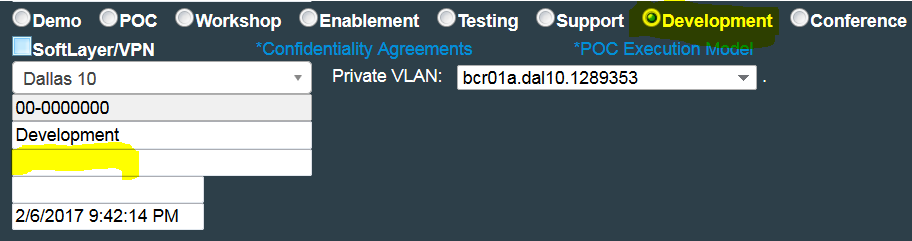 Demo POC Workshop Enablement Testing Support Development Conference
SoftLayer/VPN *Confidentiality Agreements *POC Execution Model
Dallas 10 Private VLAN: bcr01a.dal10.1289353 .
00-0000000
Development
2/6/2017 9:42:14 PM